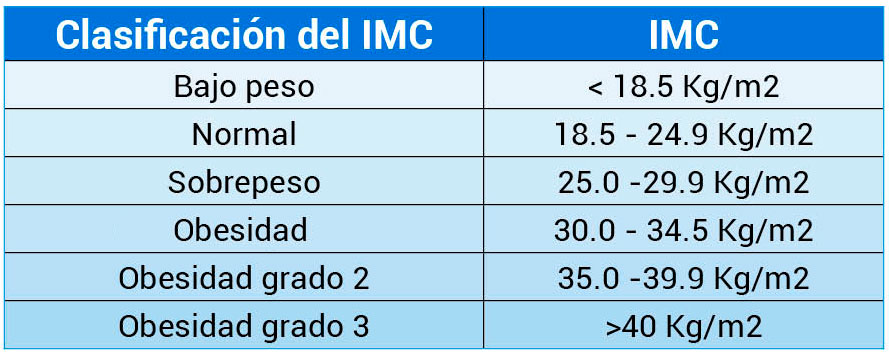 Clasificación del IMC IMC
Bajo peso < 18.5 Kg/m2
Normal 18.5 - 24.9 Kg/m2
Sobrepeso 25.0 -29.9 Kg/m2
Obesidad 30.0 - 34.5 Kg/m2
Obesidad grado 2 35.0 -39.9 Kg/m2
Obesidad grado 3 >40 Kg/m2